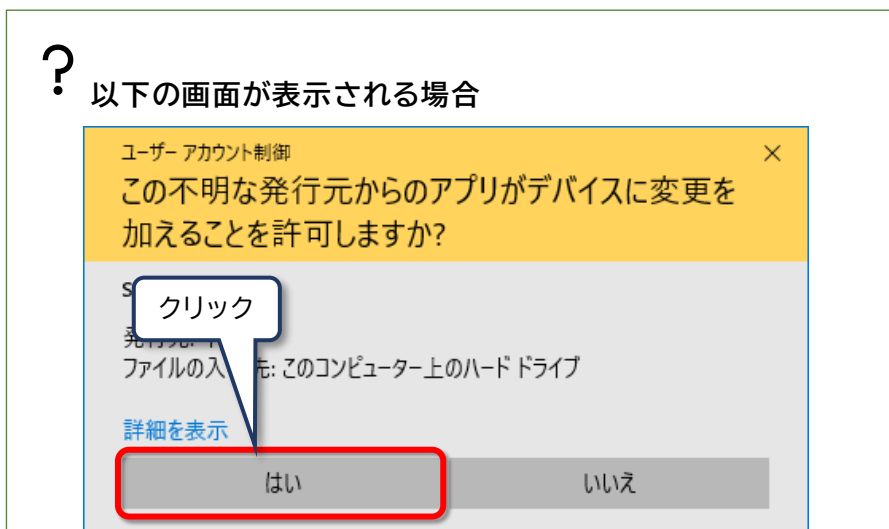 ?
以下の画面が表示される場合
ユーザー アカウント制御
この不明な発行元からのアプリがデバイスに変更を
加えることを許可しますか?
クリック
ファイルの入 先: このコンピューター上のハード ドライブ
詳細を表示
はい
いいえ